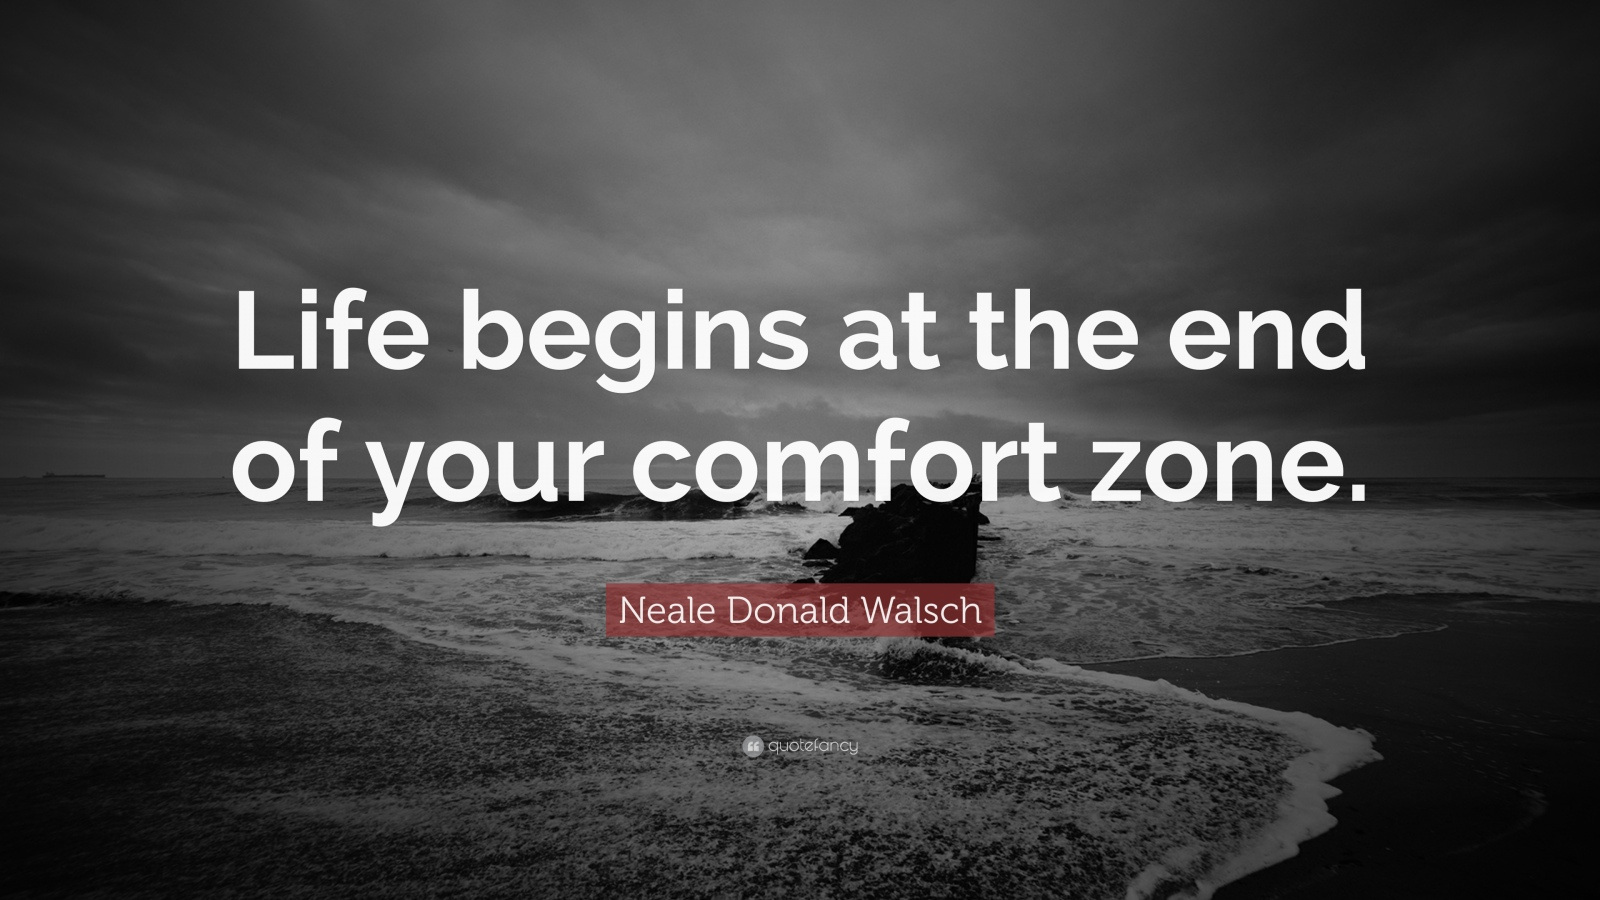 Life begins at the end
of your comfort zone.
Neale Donald Walsch
quotefancy